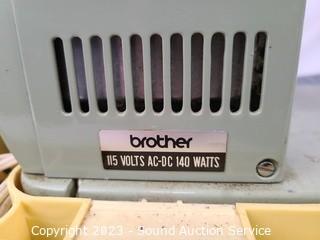 brother
115 VOLTS AC-DC 140 WATTS
Copyright © 2023 - Sound Auction Service